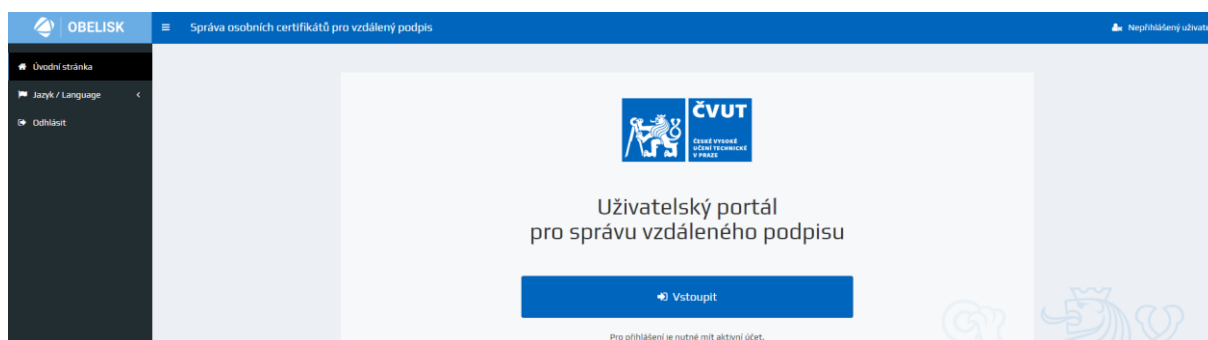 OBELISK
Správa osobních certifikátů pro vzdálený podpis
Nepřihlášený uživat
Úvodní stránka
Jazyk / Language
Odhlásit
ČVUT
ČESKÉ VYSOKÉ
UČENÍ TECHNICKÉ
V PRAZE
Uživatelský portál
pro správu vzdáleného podpisu
Vstoupit
Pro přihlášení je nutné mít aktivní účet.